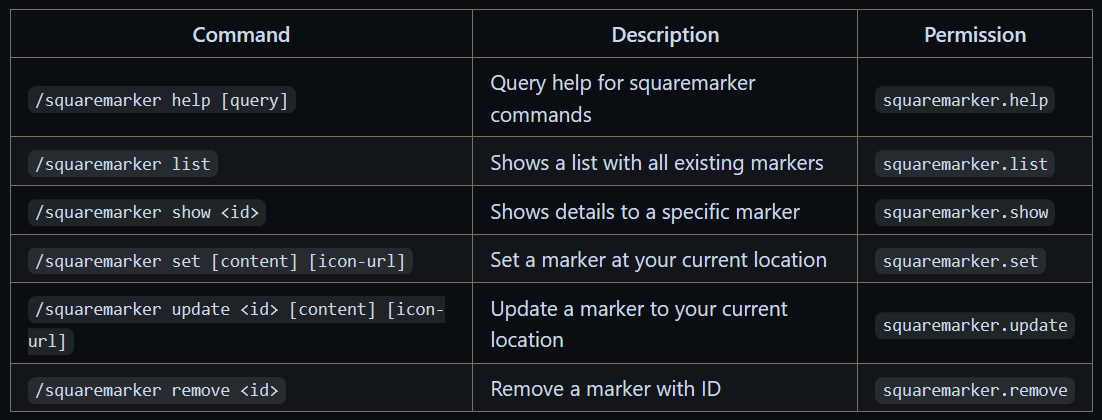 Command Description Permission
/squaremarker help [query] Query help for squaremarker commands squaremarker.help
/squaremarker list Shows a list with all existing markers squaremarker.list
/squaremarker show <id> Shows details to a specific marker squaremarker.show
/squaremarker set [content] [icon-url] Set a marker at your current location squaremarker.set
/squaremarker update <id> [content] [icon-url] Update a marker to your current location squaremarker.update
/squaremarker remove <id> Remove a marker with ID squaremarker.remove